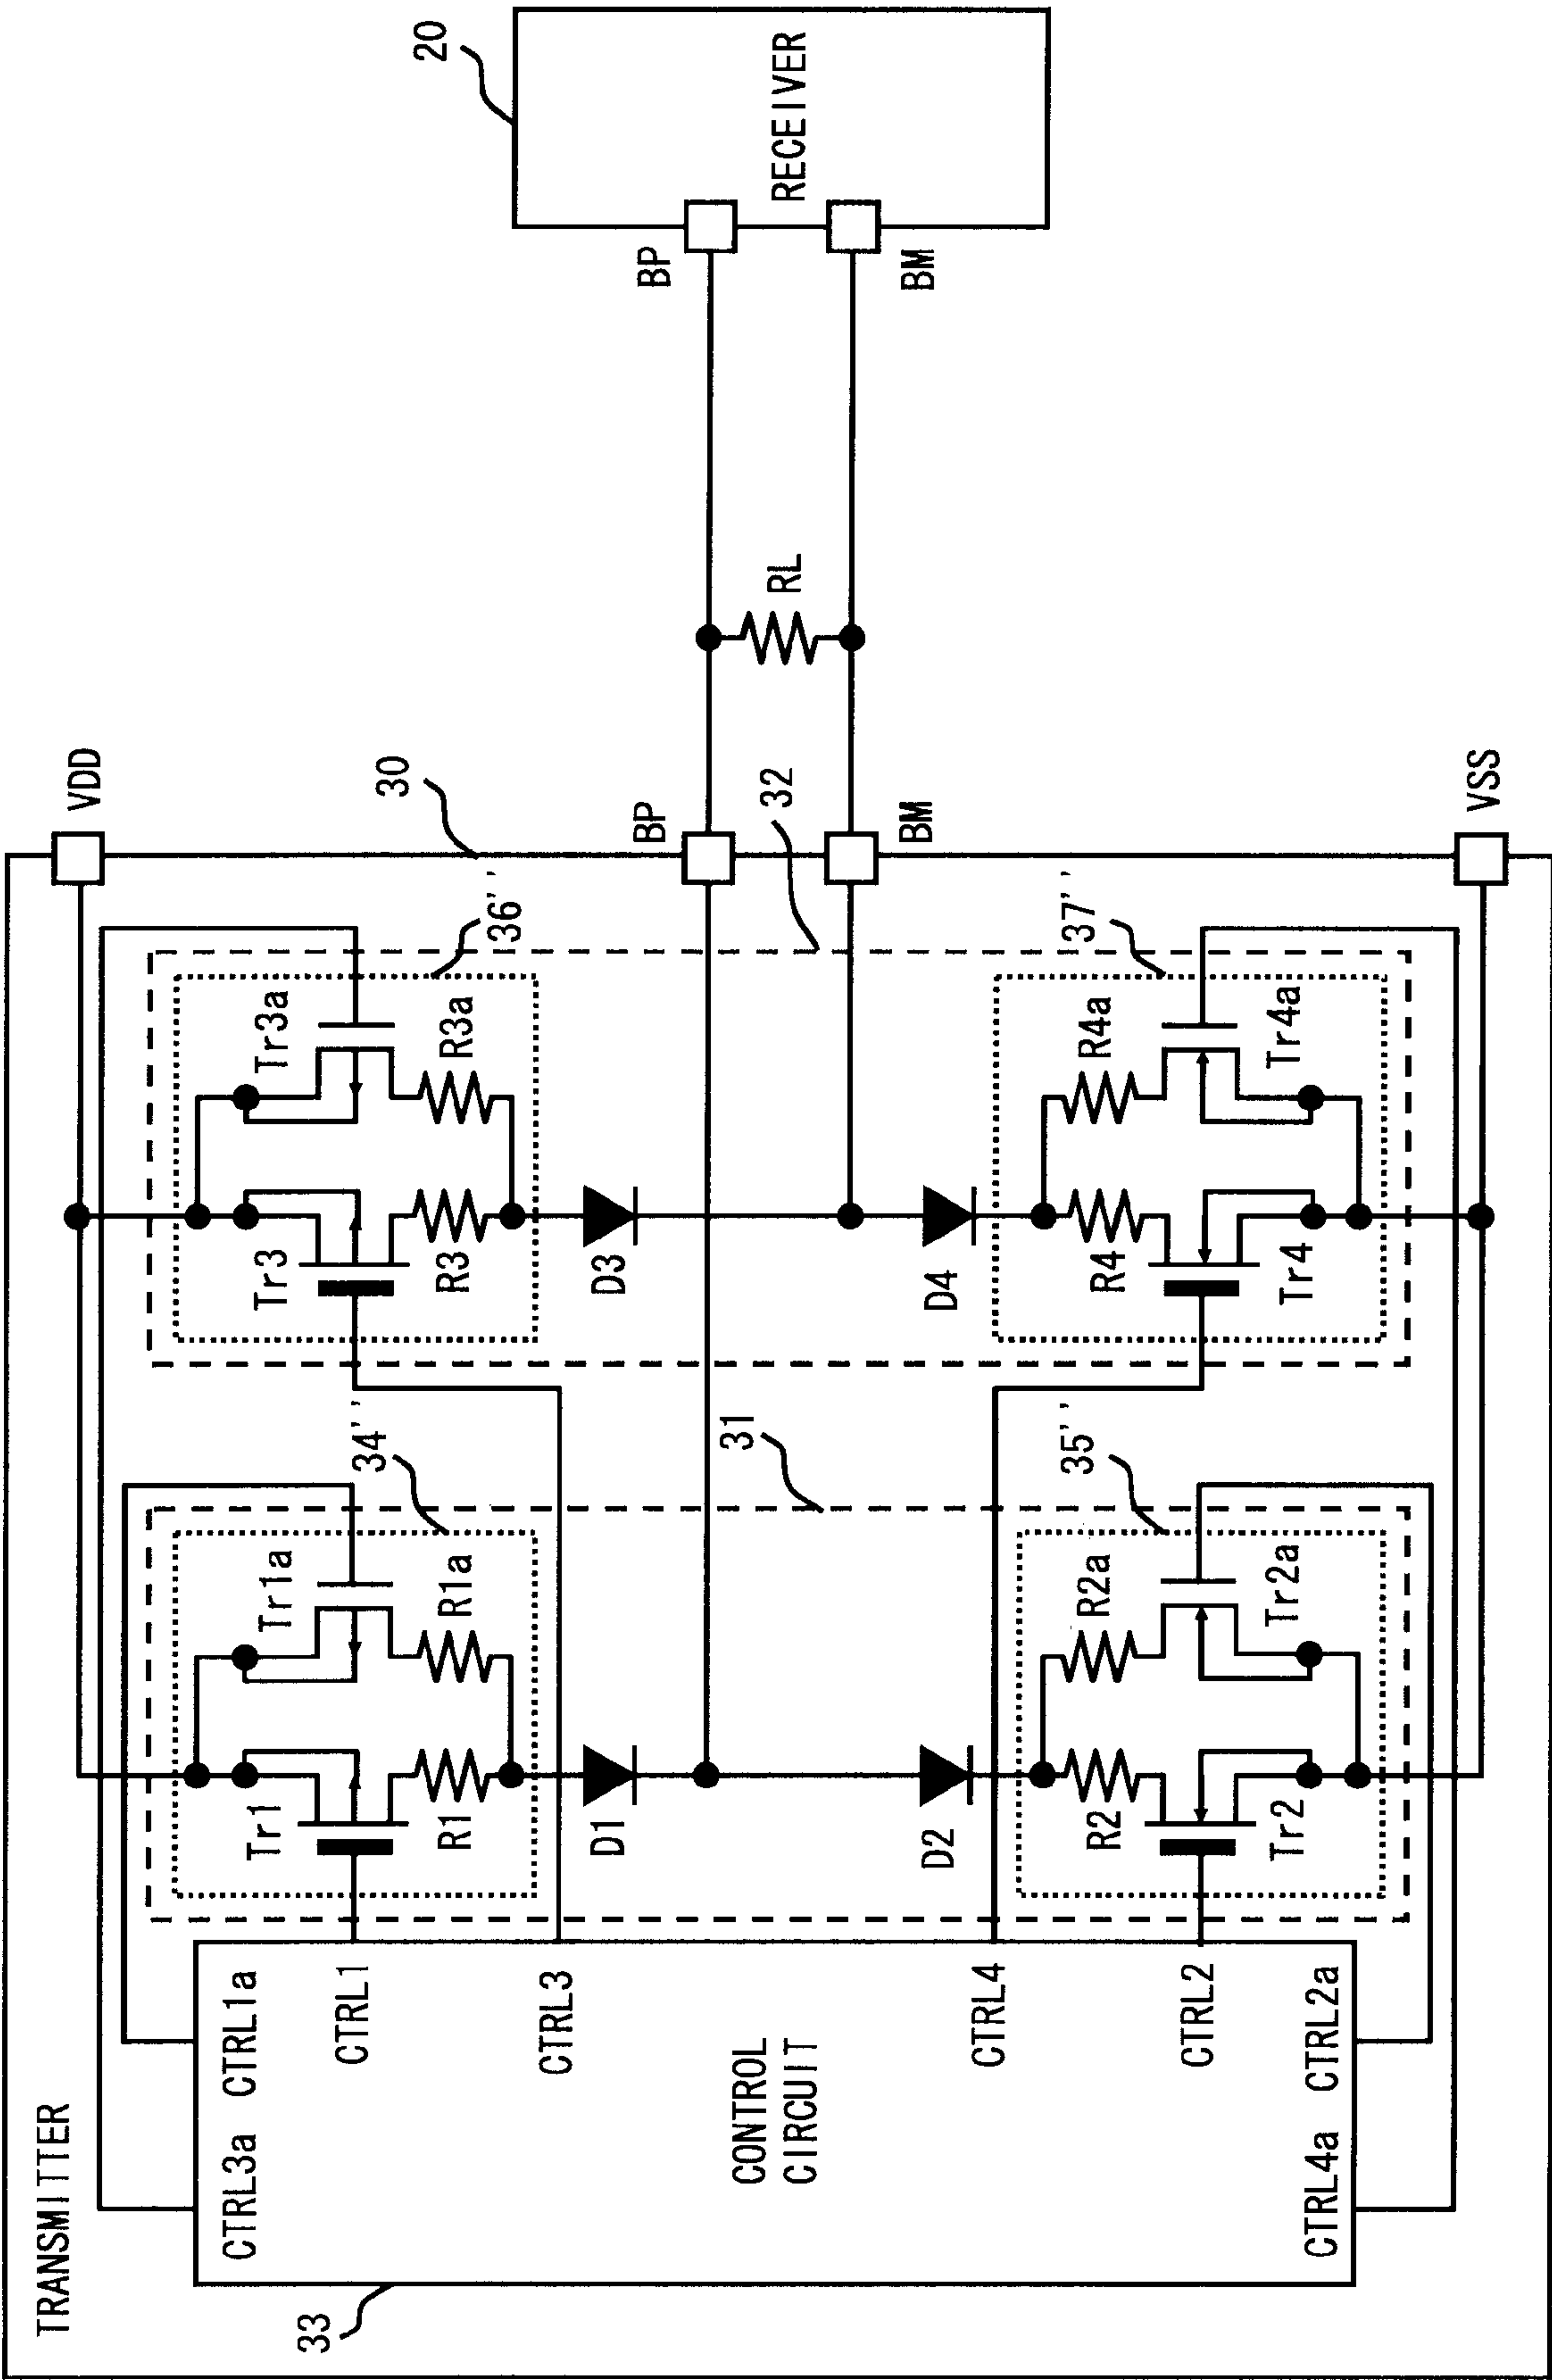 TRANSMITTER
33
CTRL3a
CTRL1a
CTRL1
CTRL3
CONTROL
CIRCUIT
CTRL4
CTRL2
CTRL4a
CTRL2a
Tr1
Tr1a
R1
R1a
34''
D1
D2
31
R2
R2a
Tr2
Tr2a
35''
Tr3
Tr3a
R3
R3a
36''
D3
D4
32
R4
R4a
Tr4
Tr4a
37''
VDD
30
BP
BM
VSS
RL
BP
BM
20
RECEIVER